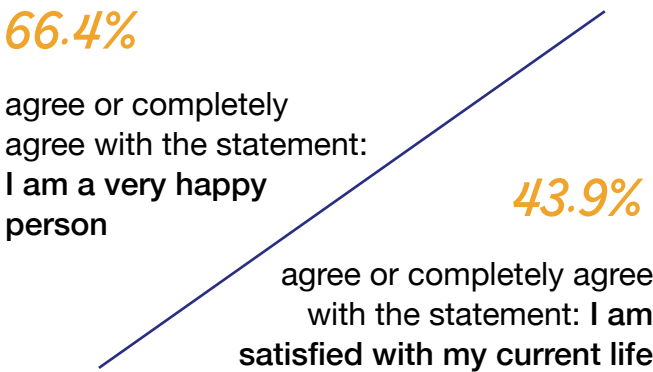 66.4%
agree or completely
agree with the statement:
I am a very happy
person
43.9%
agree or completely agree
with the statement: I am
satisfied with my current life